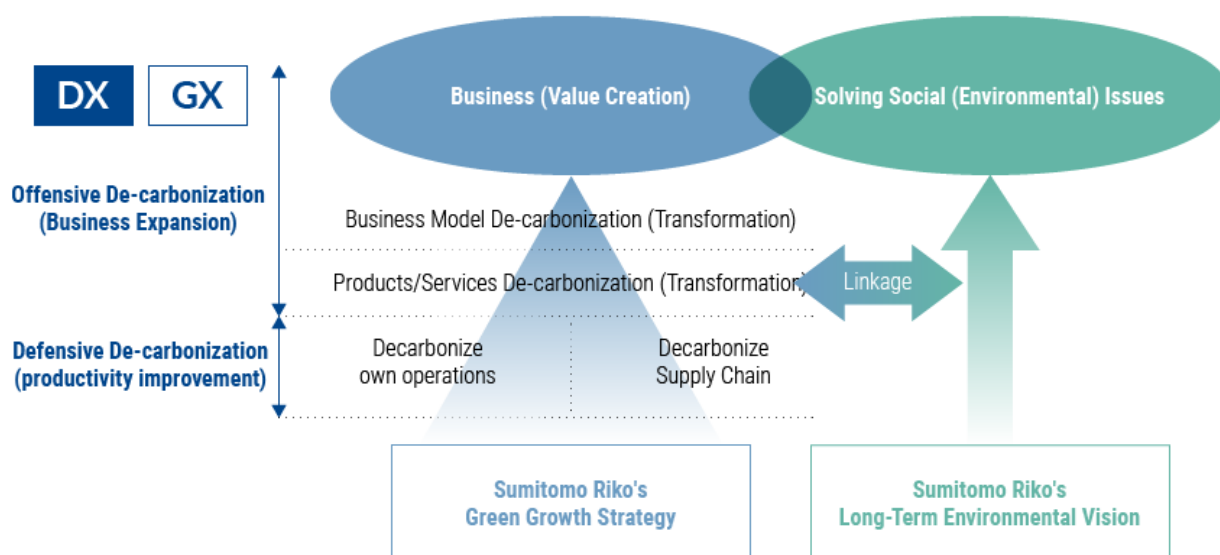 DX
GX
Business (Value Creation)
Solving Social (Environmental) Issues
Offensive De-carbonization
(Business Expansion)
Business Model De-carbonization (Transformation)
Products/Services De-carbonization (Transformation)
Linkage
Defensive De-carbonization
(productivity improvement)
Decarbonize
own operations
Decarbonize
Supply Chain
Sumitomo Riko's
Green Growth Strategy
Sumitomo Riko's
Long-Term Environmental Vision